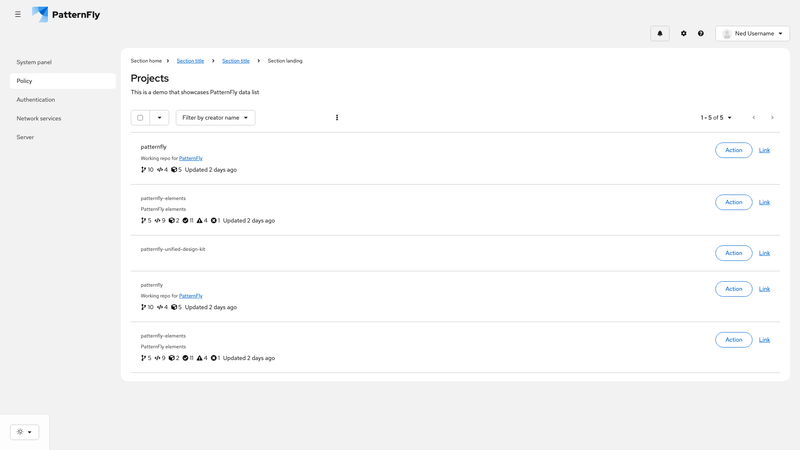 PatternFly
Ned Username
System panel
Policy
Authentication
Network services
Server
Section home
Section title
Section title
Section landing
Projects
This is a demo that showcases PatternFly data list
Filter by creator name
1 - 5 of 5
patternfly
Working repo for PatternFly
10 4 5 Updated 2 days ago
Action
Link
patternfly-elements
PatternFly elements
5 9 2 11 4 1 Updated 2 days ago
Action
Link
patternfly-unified-design-kit
Action
Link
patternfly
Working repo for PatternFly
10 4 5 Updated 2 days ago
Action
Link
patternfly-elements
PatternFly elements
5 9 2 11 4 1 Updated 2 days ago
Action
Link